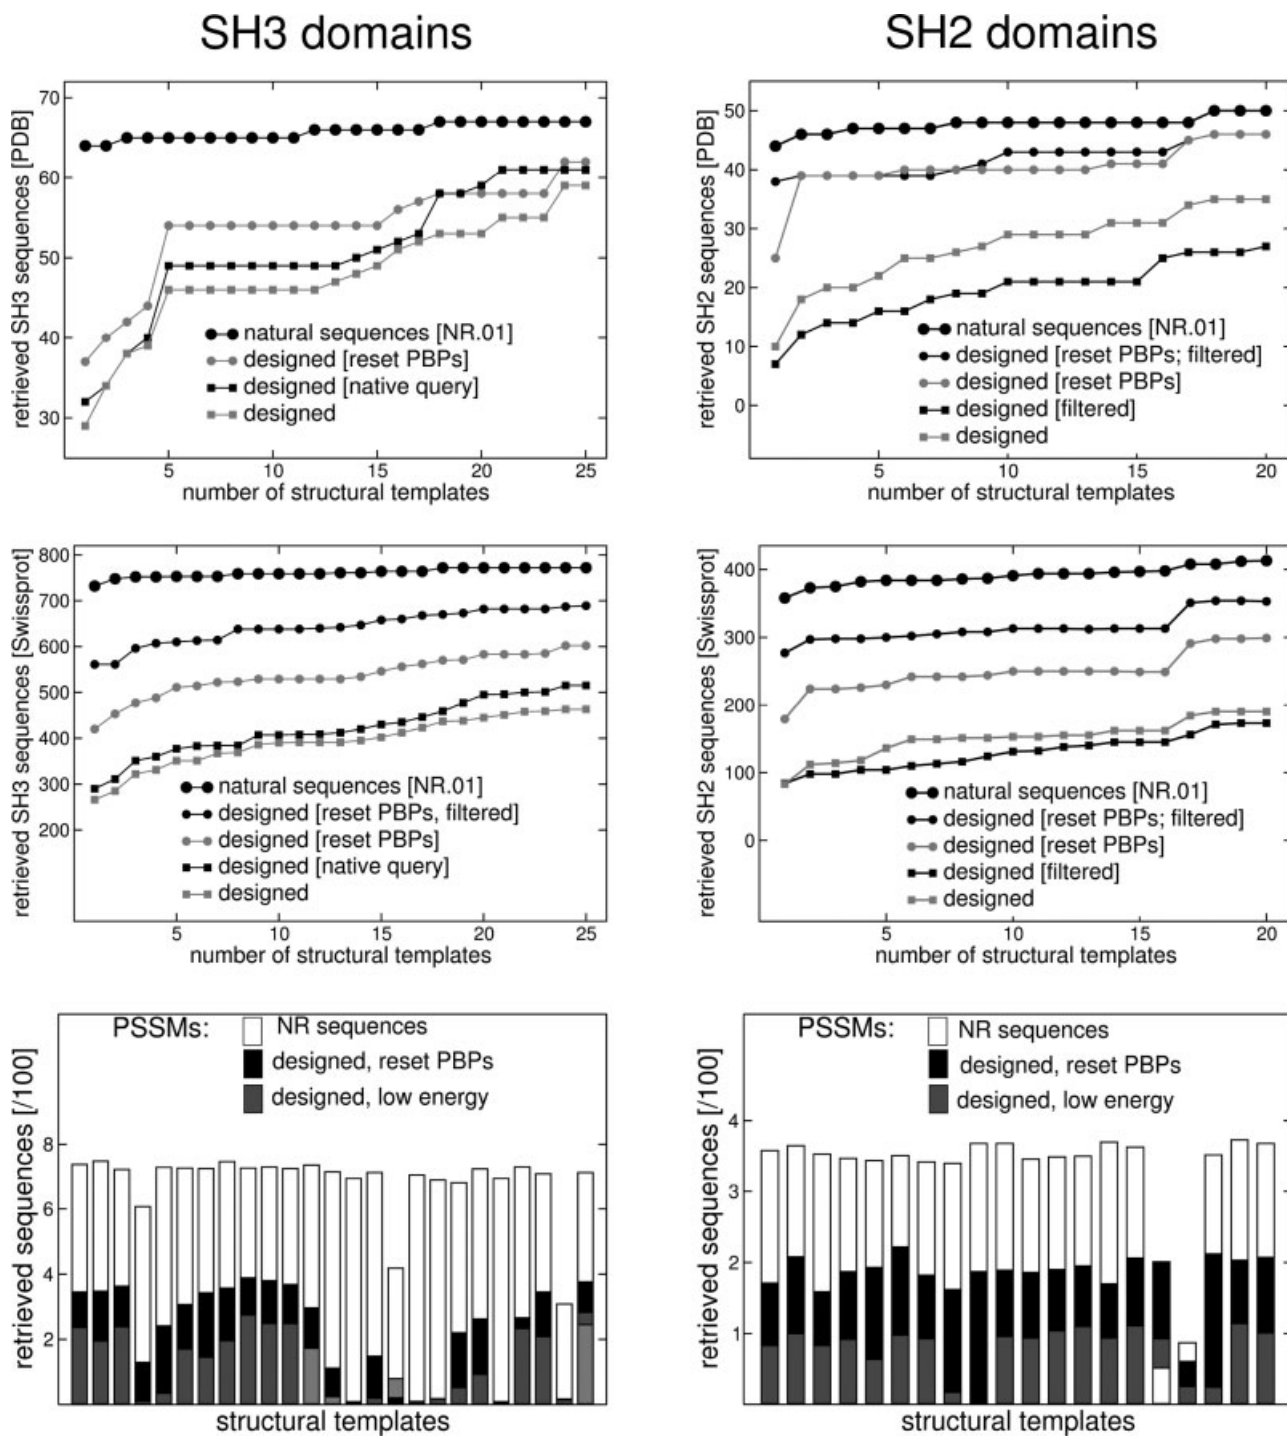 SH3 domains
SH2 domains
retrieved SH3 sequences [PDB]
70
60
50
40
30
natural sequences [NR.01]
designed [reset PBPs]
designed [native query]
designed
5 10 15 20 25
number of structural templates
retrieved SH2 sequences [PDB]
50
40
30
20
10
0
natural sequences [NR.01]
designed [reset PBPs; filtered]
designed [reset PBPs]
designed [filtered]
designed
5 10 15 20
number of structural templates
retrieved SH3 sequences [Swissprot]
800
700
600
500
400
300
200
natural sequences [NR.01]
designed [reset PBPs, filtered]
designed [reset PBPs]
designed [native query]
designed
5 10 15 20 25
number of structural templates
retrieved SH2 sequences [Swissprot]
400
300
200
100
0
natural sequences [NR.01]
designed [reset PBPs; filtered]
designed [reset PBPs]
designed [filtered]
designed
5 10 15 20
number of structural templates
retrieved sequences [/100]
PSSMs: NR sequences
designed, reset PBPs
designed, low energy
8
6
4
2
structural templates
retrieved sequences [/100]
PSSMs: NR sequences
designed, reset PBPs
designed, low energy
4
3
2
1
structural templates